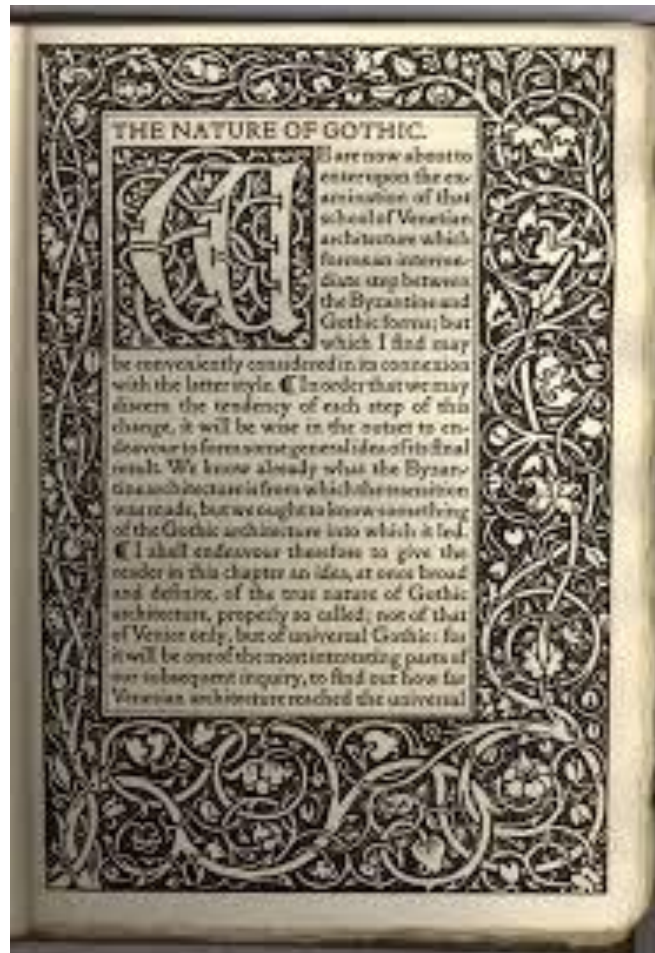 THE NATURE OF GOTHIC.
WE are now about to
enter upon the ex-
amination of that
school of Venetian
architecture which
forms an interme-
diate step between
the Byzantine and
Gothic forms; but
which I find may
be conveniently considered in its connexion
with the latter style. ¶ In order that we may
discern the tendency of each step of this
change, it will be wise in the outset to en-
deavour to form some general idea of its final
result. We know already what the Byzan-
tine architecture is from which the transition
was made, but we ought to know something
of the Gothic architecture into which it led.
¶ I shall endeavour therefore to give the
reader in this chapter an idea, at once broad
and definite, of the true nature of Gothic
architecture, properly so called; not of that
of Venice only, but of universal Gothic: for
it will be one of the most interesting parts of
our subsequent inquiry, to find out how far
Venetian architecture reached the universal